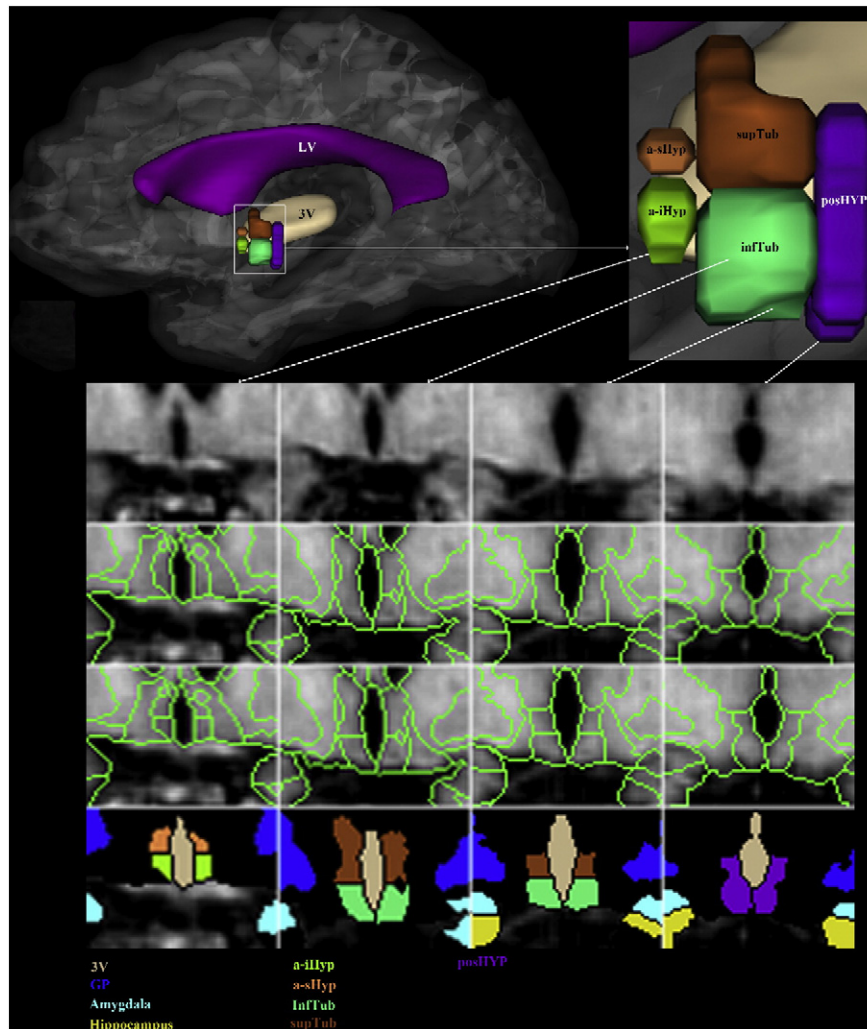 LV
3V
a-sHyp
supTub
a-iHyp
infTub
posHYP
3V
GP
Amygdala
Hippocampus
a-iHyp
a-sHyp
InfTub
supTub
posHYP